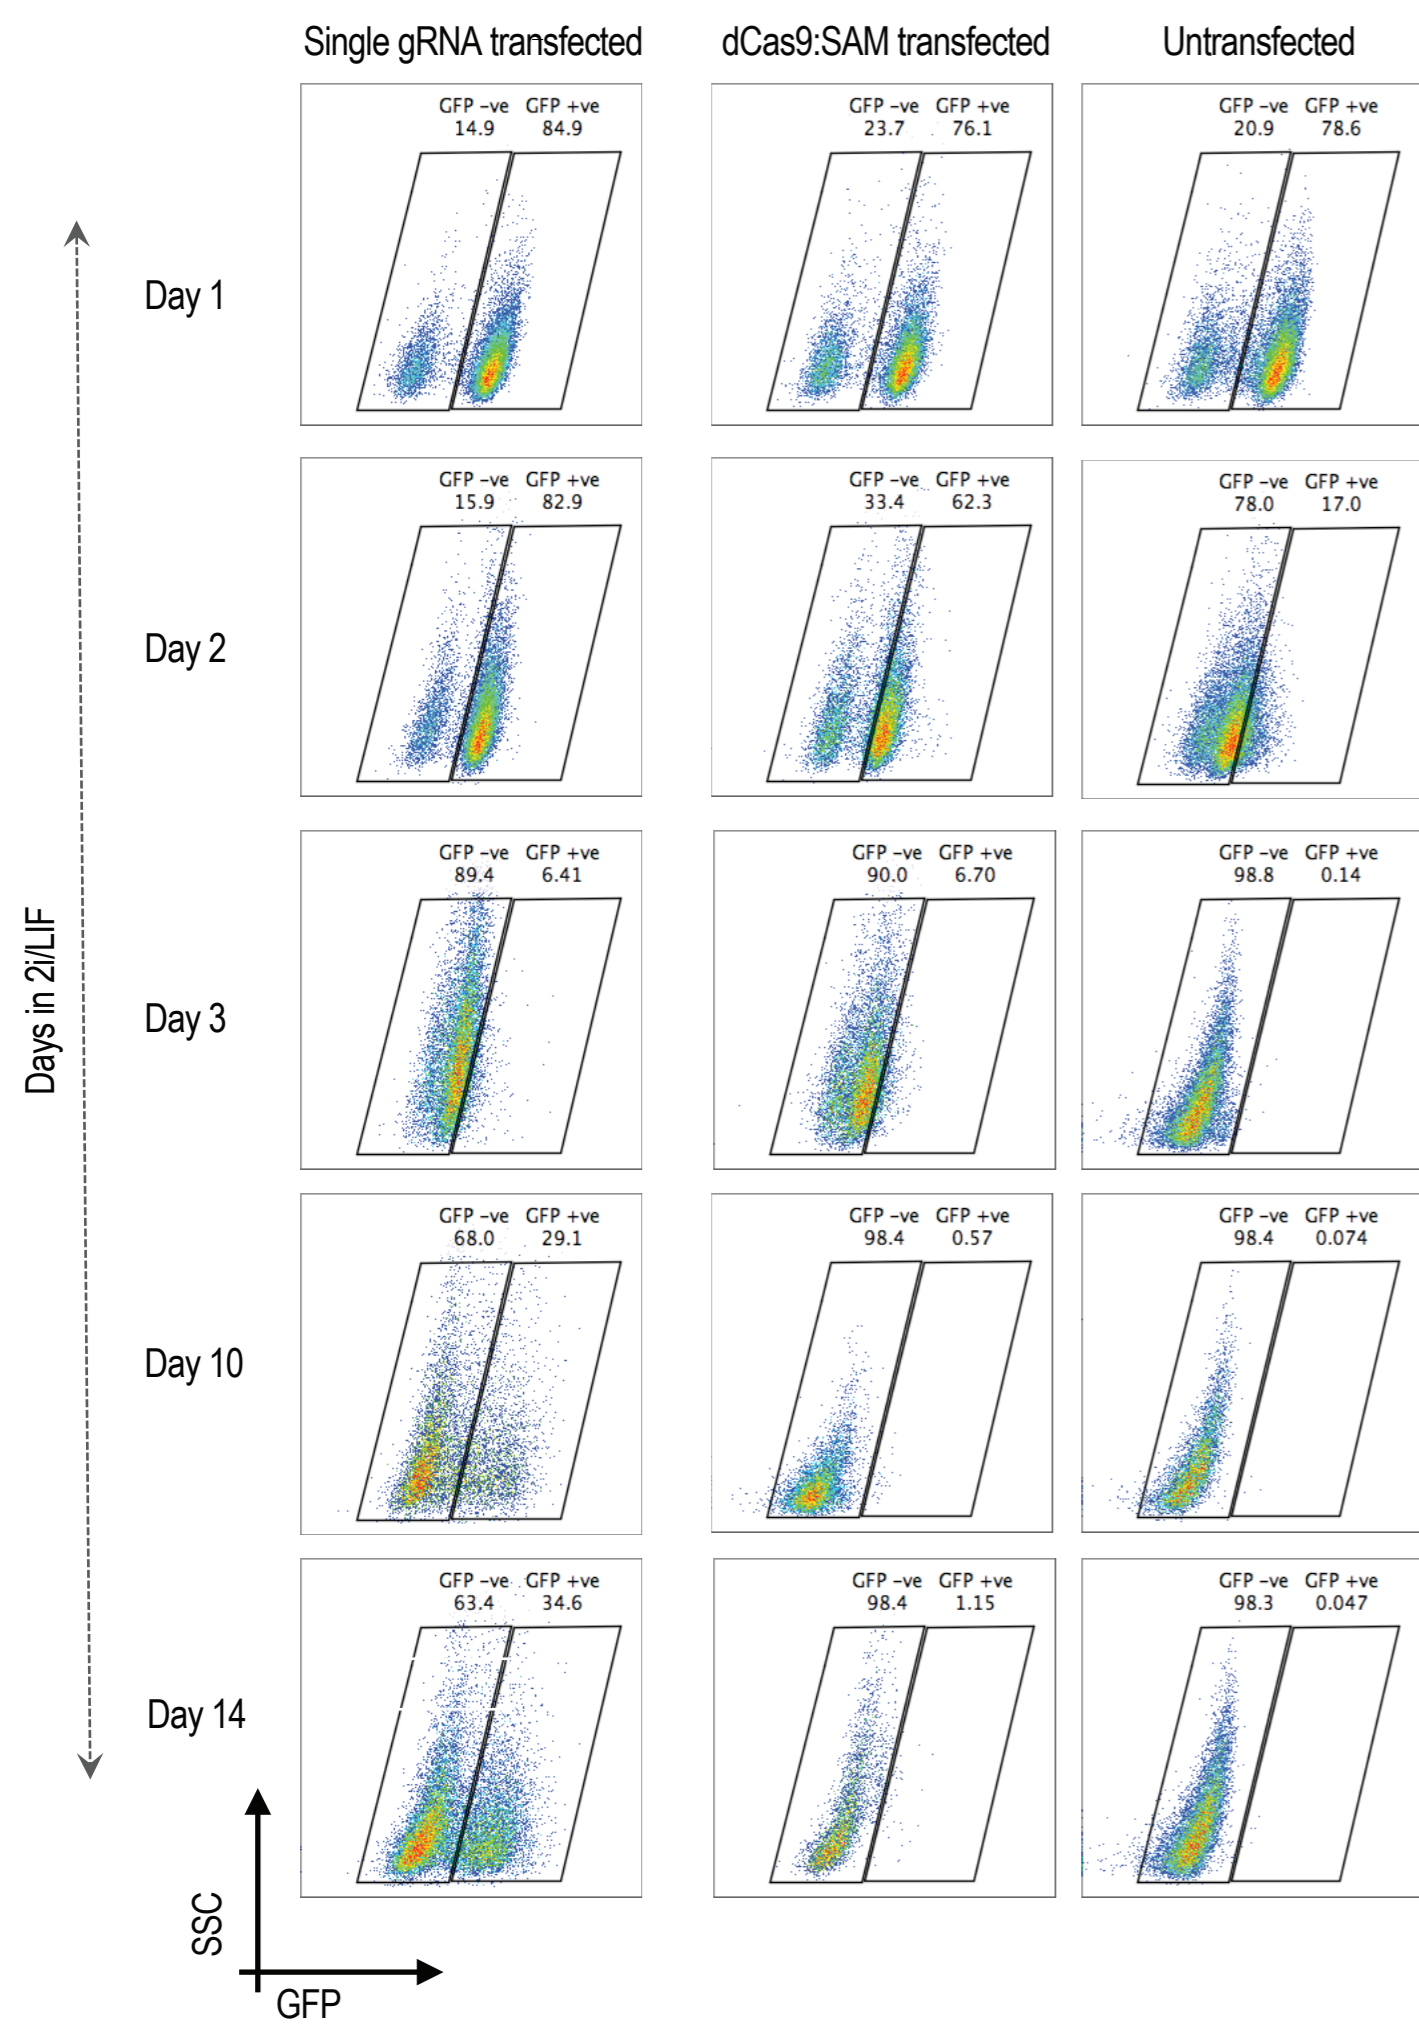 Single gRNA transfected
dCas9:SAM transfected
Untransfected
Days in 2i/LIF
Day 1
GFP –ve GFP +ve
14.9 84.9
GFP –ve GFP +ve
23.7 76.1
GFP –ve GFP +ve
20.9 78.6
Day 2
GFP –ve GFP +ve
15.9 82.9
GFP –ve GFP +ve
33.4 62.3
GFP –ve GFP +ve
78.0 17.0
Day 3
GFP –ve GFP +ve
89.4 6.41
GFP –ve GFP +ve
90.0 6.70
GFP –ve GFP +ve
98.8 0.14
Day 10
GFP –ve GFP +ve
68.0 29.1
GFP –ve GFP +ve
98.4 0.57
GFP –ve GFP +ve
98.4 0.074
Day 14
GFP –ve GFP +ve
63.4 34.6
GFP –ve GFP +ve
98.4 1.15
GFP –ve GFP +ve
98.3 0.047
SSC
GFP